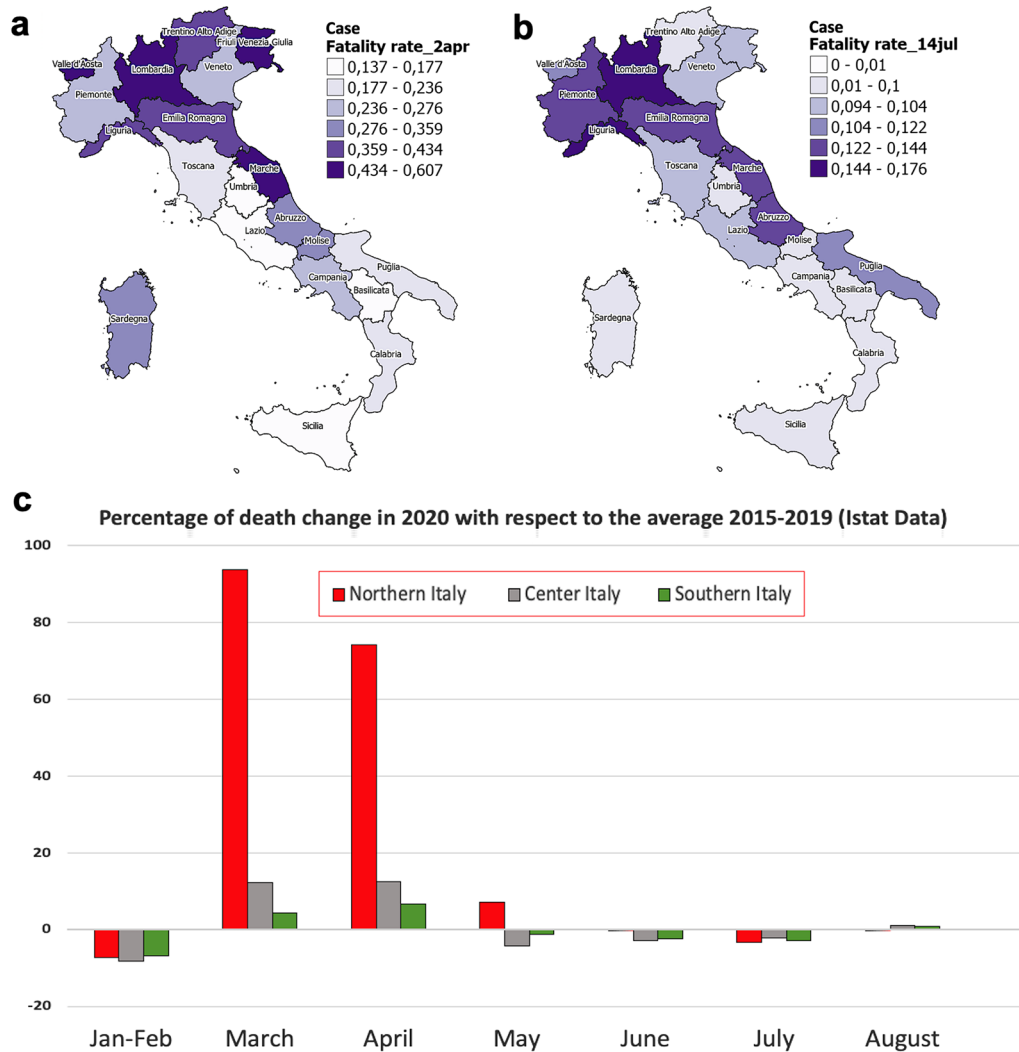 a
Case
Fatality rate_2apr
0,137 - 0,177
0,177 - 0,236
0,236 - 0,276
0,276 - 0,359
0,359 - 0,434
0,434 - 0,607
Trentino Alto Adige
Friuli Venezia Giulia
Valle d'Aosta
Lombardia
Veneto
Piemonte
Emilia Romagna
Liguria
Toscana
Marche
Umbria
Abruzzo
Lazio
Molise
Puglia
Campania
Basilicata
Sardegna
Calabria
Sicilia
b
Case
Fatality rate_14jul
0 - 0,01
0,01 - 0,1
0,094 - 0,104
0,104 - 0,122
0,122 - 0,144
0,144 - 0,176
Trentino Alto Adige
Valle d'Aosta
Lombardia
Veneto
Piemonte
Emilia Romagna
Liguria
Toscana
Marche
Umbria
Abruzzo
Lazio
Molise
Puglia
Campania
Basilicata
Sardegna
Calabria
Sicilia
c
Percentage of death change in 2020 with respect to the average 2015-2019 (Istat Data)
Northern Italy
Center Italy
Southern Italy
100
80
60
40
20
0
-20
Jan-Feb
March
April
May
June
July
August